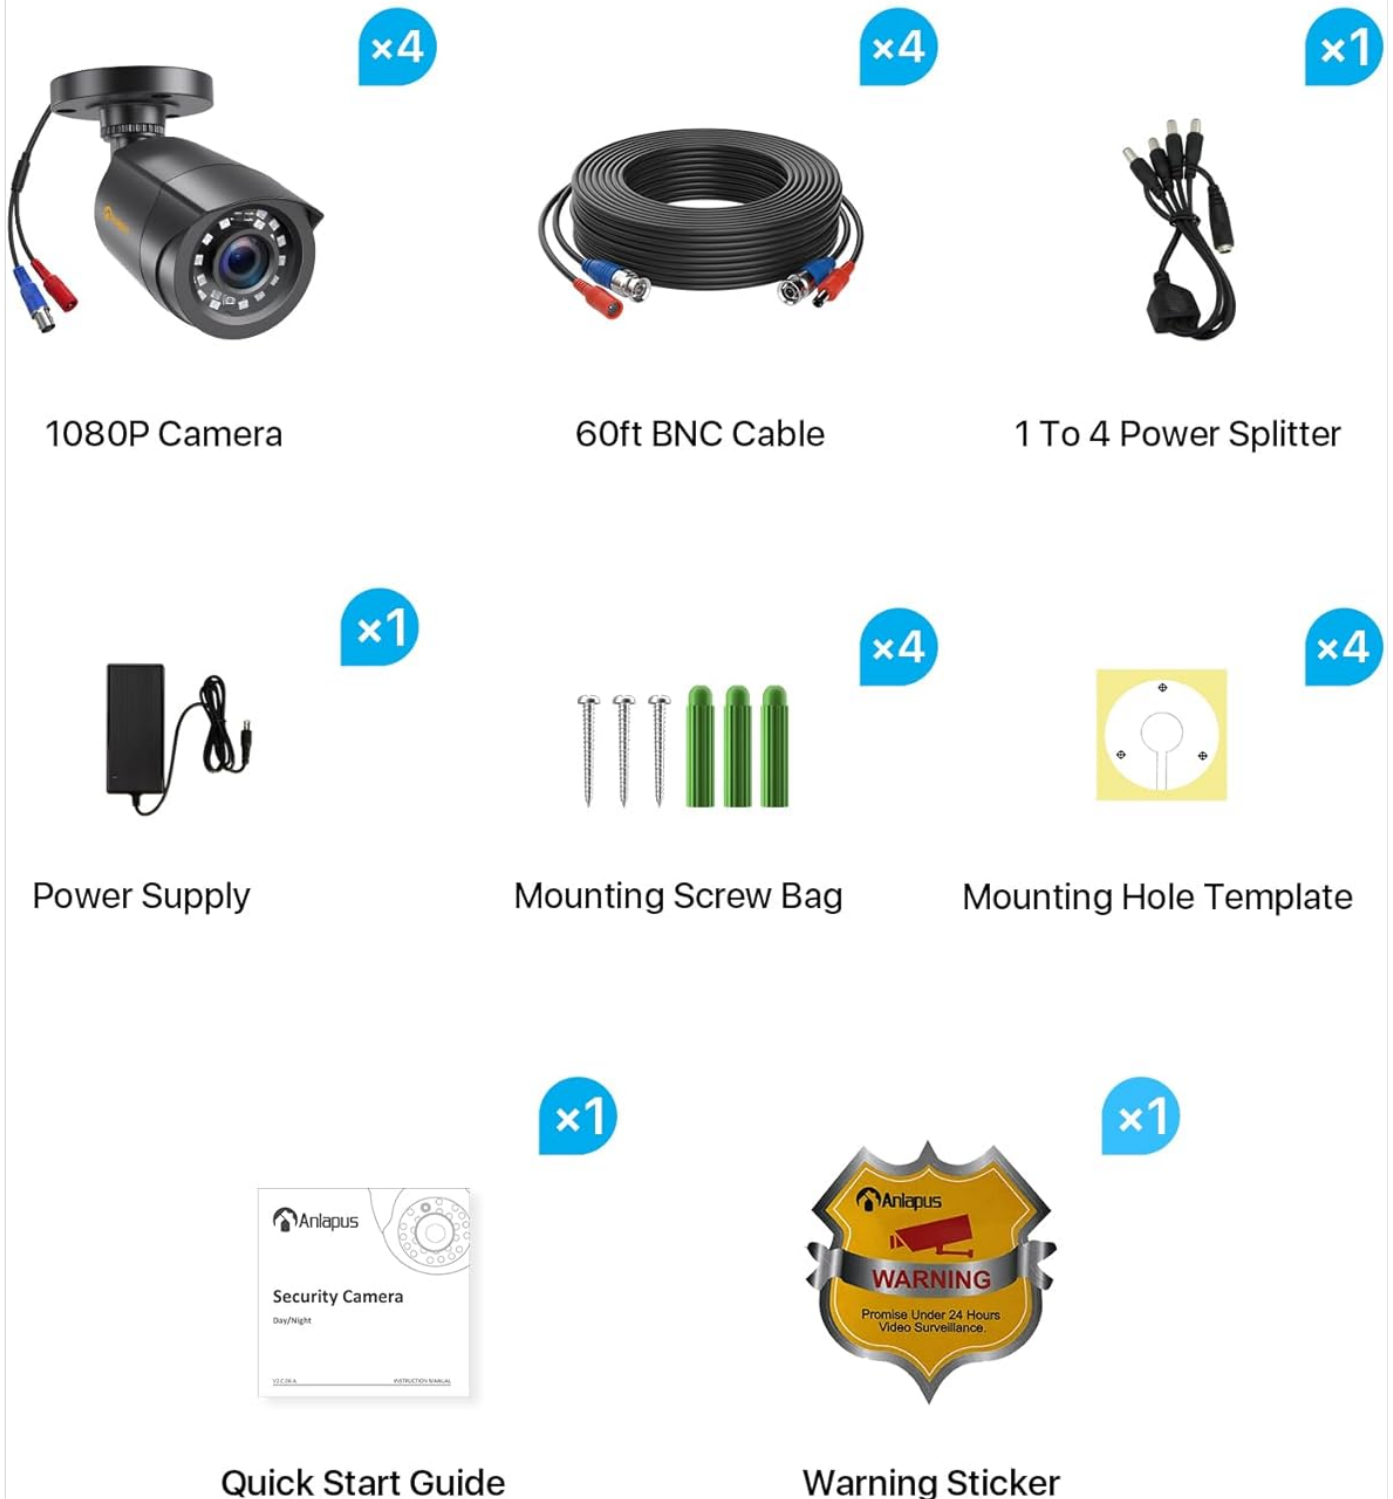 ×4
×4
×1
1080P Camera
60ft BNC Cable
1 To 4 Power Splitter
×1
×4
×4
Power Supply
Mounting Screw Bag
Mounting Hole Template
×1
×1
Anlapus
Security Camera
Day/Night
INSTRUCTION MANUAL
Anlapus
WARNING
Promise Under 24 Hours
Video Surveillance.
Quick Start Guide
Warning Sticker